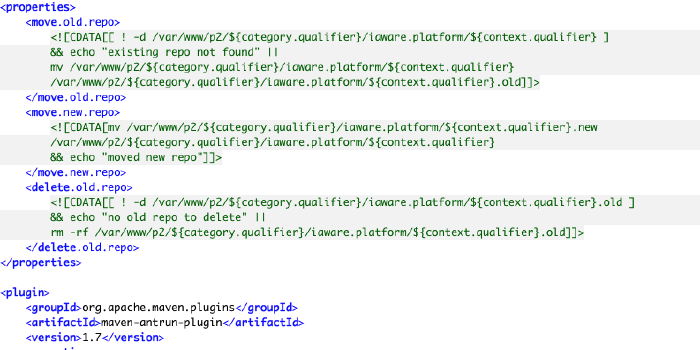 <properties>
<move.old.repo>
<![CDATA[[ ! -d /var/www/p2/${category.qualifier}/iaware.platform/${context.qualifier} ]
&& echo "existing repo not found" ||
mv /var/www/p2/${category.qualifier}/iaware.platform/${context.qualifier}
/var/www/p2/${category.qualifier}/iaware.platform/${context.qualifier}.old]]>
</move.old.repo>
<move.new.repo>
<![CDATA[mv /var/www/p2/${category.qualifier}/iaware.platform/${context.qualifier}.new
/var/www/p2/${category.qualifier}/iaware.platform/${context.qualifier}
&& echo "moved new repo"]]>
</move.new.repo>
<delete.old.repo>
<![CDATA[[ ! -d /var/www/p2/${category.qualifier}/iaware.platform/${context.qualifier}.old ]
&& echo "no old repo to delete" ||
rm -rf /var/www/p2/${category.qualifier}/iaware.platform/${context.qualifier}.old]]>
</delete.old.repo>
</properties>
<plugin>
<groupId>org.apache.maven.plugins</groupId>
<artifactId>maven-antrun-plugin</artifactId>
<version>1.7</version>